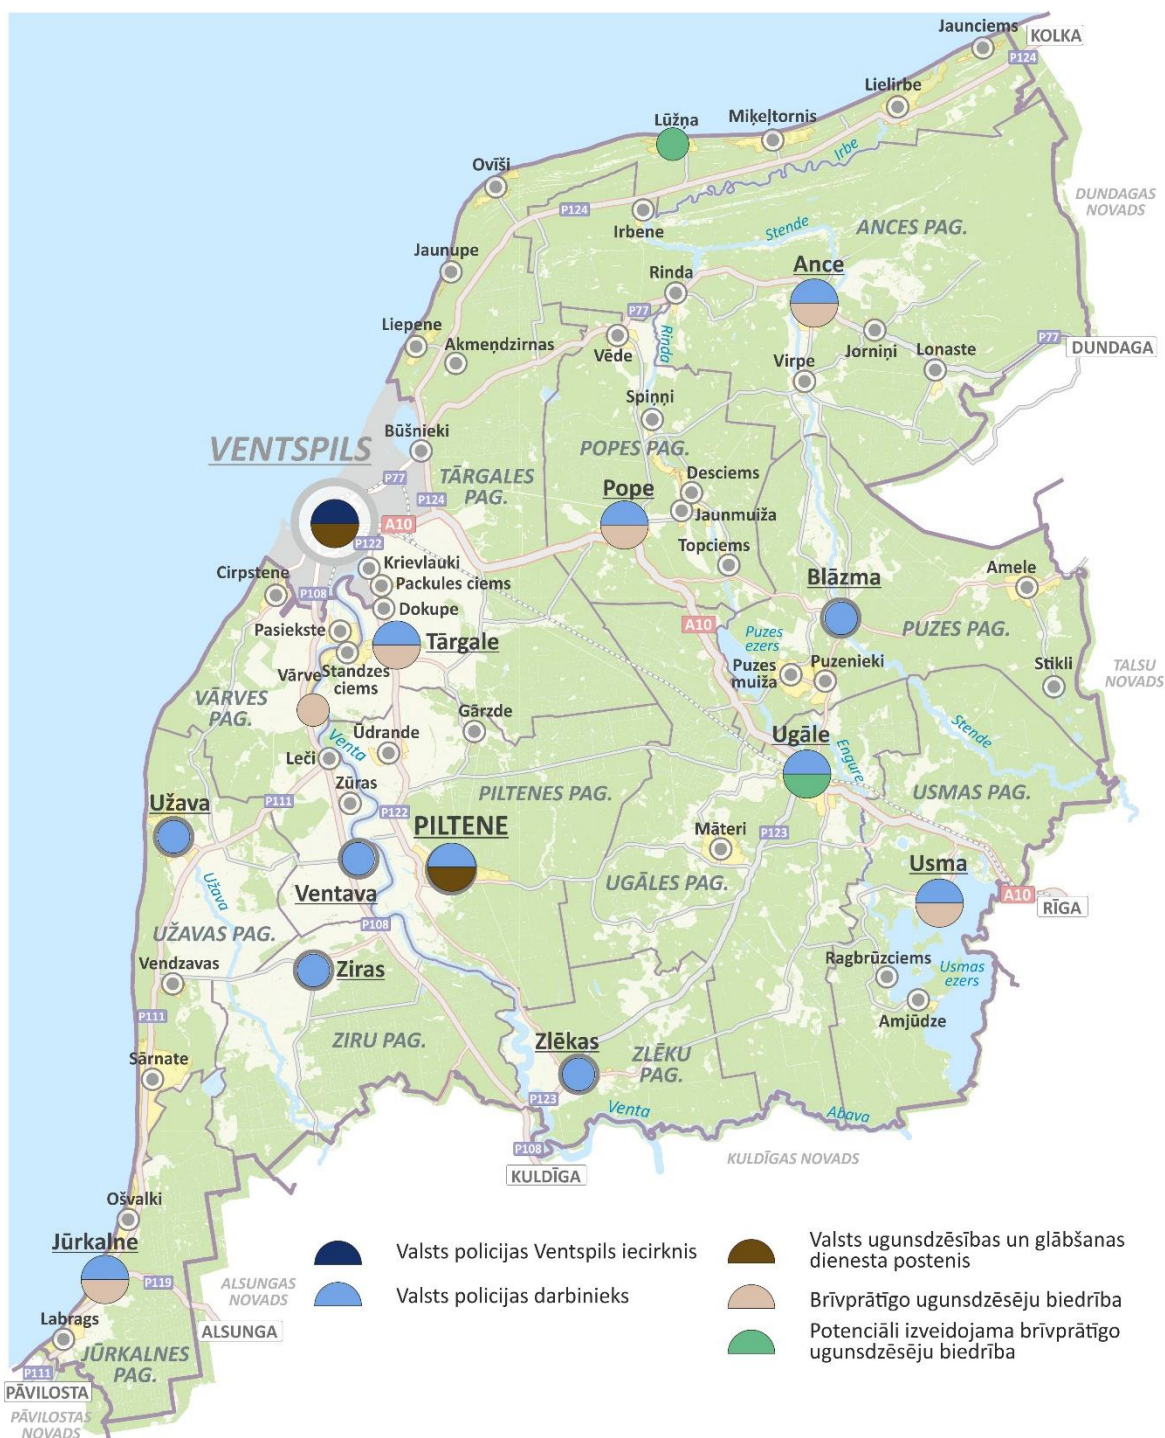 Jaunciems
KOLKA
P124
Lielirbe
Lūžņa
Miķeļtornis
Irbe
Ovīši
DUNDAGAS
NOVADS
P124
Irbene
Stende
ANCES PAG.
Jaunupe
Rinda
Ance
P77
Liepene
Akmeņdzirnas
Vēde
Rinda
Jorniņi
Lonaste
P77
DUNDAGA
Virpe
Spiņņi
Būšnieki
VENTSPILS
POPES PAG.
P77
TĀRGALES
PAG.
P124
Desciems
Pope
Jaunmuiža
A10
P122
Topciems
Krievlauki
Packules ciems
Cirpstene
P108
Dokupe
Blāzma
Amele
Pasiekste
A10
Puzes
ezers
PUZES PAG.
Tārgale
Standzes
ciems
Vārve
Puzes
muiža
Puzenieki
Stikli
TALSU
NOVADS
VĀRVES
PAG.
Gārzde
Ūdrande
Venta
Leči
Ugāle
Engure
Stende
Zūras
PILTENES PAG.
USMAS PAG.
P111
Užava
P122
PILTENE
Māteri
P123
Ventava
Užava
UGĀLES PAG.
Usma
A10
RĪGA
P108
UŽAVAS PAG.
Vendzavas
Ziras
Ragbrūzciems
Usmas
ezers
Amjūdze
P111
ZIRU PAG.
Zlēkas
ZLĒKU
PAG.
Sārnate
P123
Venta
Abava
P108
KULDĪGA
KULDĪGAS NOVADS
Ošvalki
Jūrkalne
P119
ALSUNGAS
NOVADS
ALSUNGA
Labrags
JŪRKALNES
PAG.
P111
PĀVILOSTA
PĀVILOSTAS
NOVADS
Valsts policijas Ventspils iecirknis
Valsts policijas darbinieks
Valsts ugunsdzēsības un glābšanas
dienesta postenis
Brīvprātīgo ugunsdzēsēju biedrība
Potenciāli izveidojama brīvprātīgo
ugunsdzēsēju biedrība